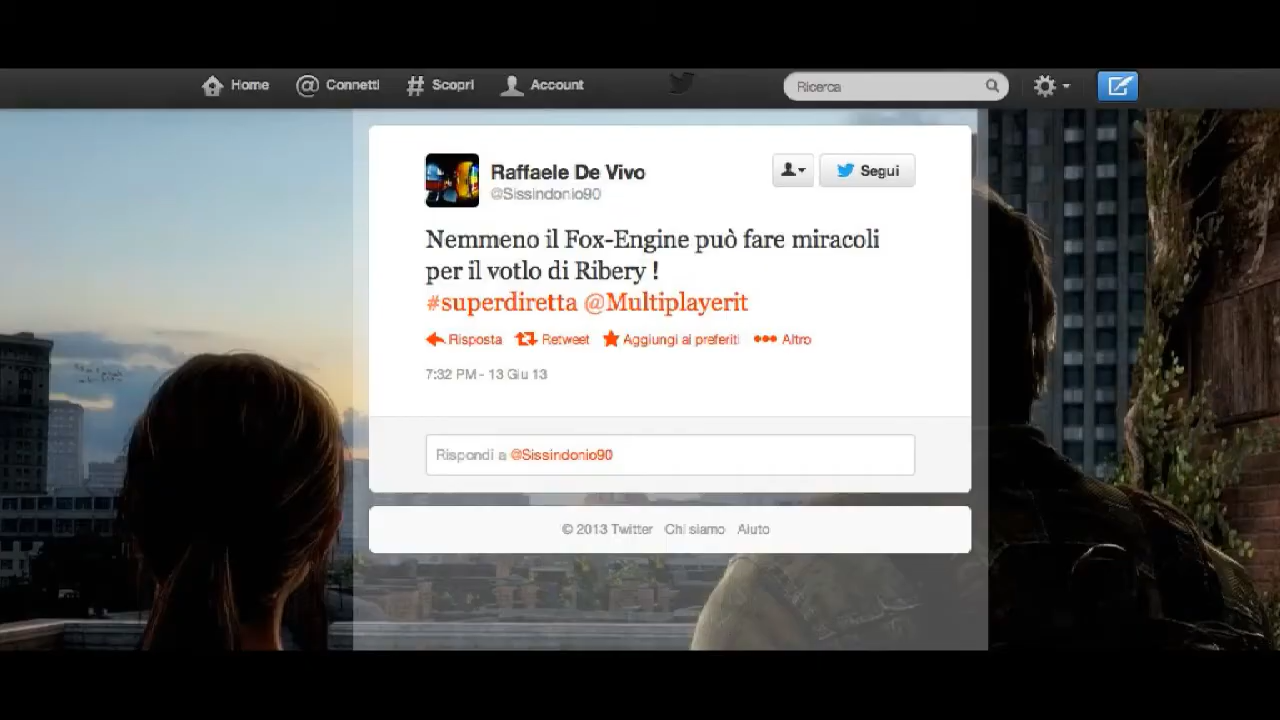 Home @ Connetti # Scopri Account Ricerca
Raffaele De Vivo
@Sissindonio90
Segui
Nemmeno il Fox-Engine può fare miracoli
per il votlo di Ribery !
#superdiretta @Multiplayerit
Risposta Retweet Aggiungi ai preferiti Altro
7:32 PM - 13 Giu 13
Rispondi a @Sissindonio90
© 2013 Twitter Chi siamo Aiuto